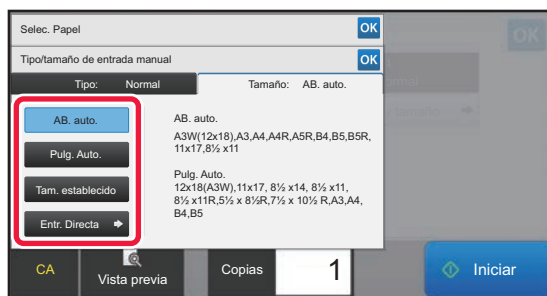 Selec. Papel
OK
OK
Tipo/tamaño de entrada manual
OK
Tipo: Normal
Tamaño: AB. auto.
AB. auto.
Pulg. Auto.
Tam. establecido
Entr. Directa
AB. auto.
A3W(12x18),A3,A4,A4R,A5R,B4,B5,B5R,
11x17,8½ x11
Pulg. Auto.
12x18(A3W),11x17, 8½ x14, 8½ x11,
8½ x11R,5½ x 8½R,7½ x 10½ R,A3,A4,
B4,B5
CA
Vista previa
Copias
1
Iniciar